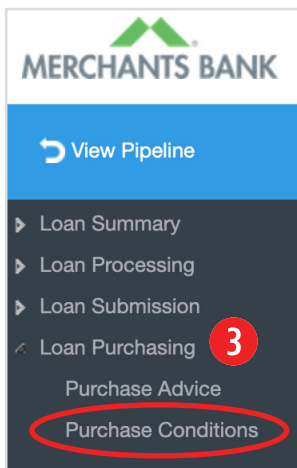 MERCHANTS BANK
View Pipeline
Loan Summary
Loan Processing
Loan Submission
Loan Purchasing 3
Purchase Advice
Purchase Conditions